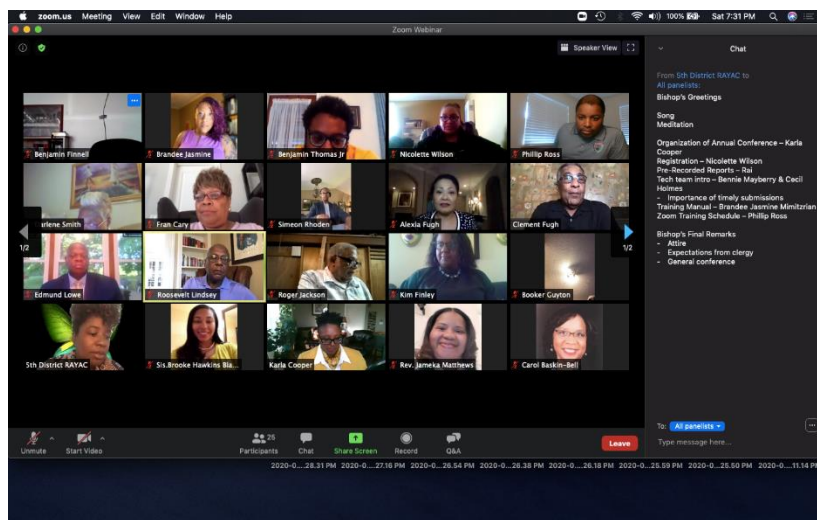 zoom.us Meeting View Edit Window Help
100% Sat 7:31 PM
Zoom Webinar
Speaker View
Benjamin Finnell
Brandee Jasmine
Benjamin Thomas Jr
Nicolette Wilson
Phillip Ross
arlene Smith
Fran Cary
Simeon Rhoden
Alexia Fugh
Clement Fugh
1/2
1/2
Edmund Lowe
Roosevelt Lindsey
Roger Jackson
Kim Finley
Booker Guyton
5th District RAYAC
Sis.Brooke Hawkins Bla...
Karla Cooper
Rev. Jameka Matthews
Carol Baskin-Bell
Unmute
Start Video
Participants
25
Chat
Share Screen
Record
Q&A
Leave
Chat
From 5th District RAYAC to
All panelists:
Bishop's Greetings
Song
Meditation
Organization of Annual Conference – Karla
Cooper
Registration – Nicolette Wilson
Pre-Recorded Reports – Rai
Tech team intro – Bennie Mayberry & Cecil
Holmes
- Importance of timely submissions
Training Manual – Brandee Jasmine Mimitzrian
Zoom Training Schedule – Phillip Ross
Bishop's Final Remarks
- Attire
- Expectations from clergy
- General conference
To: All panelists
Type message here...
2020-0....28.31 PM 2020-0....27.16 PM 2020-0...26.54 PM 2020-0...26.38 PM 2020-0...26.18 PM 2020-0...25.59 PM 2020-0...25.50 PM 2020-0....11.14 PM